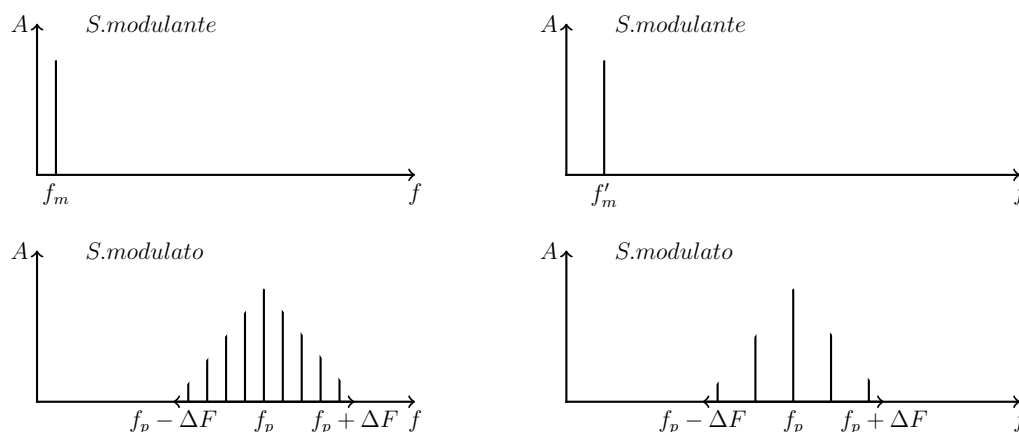 A S.modulante
f_m f
A S.modulante
f'_m f
A S.modulato
f_p − ΔF f_p f_p + ΔF f
A S.modulato
f_p − ΔF f_p f_p + ΔF f